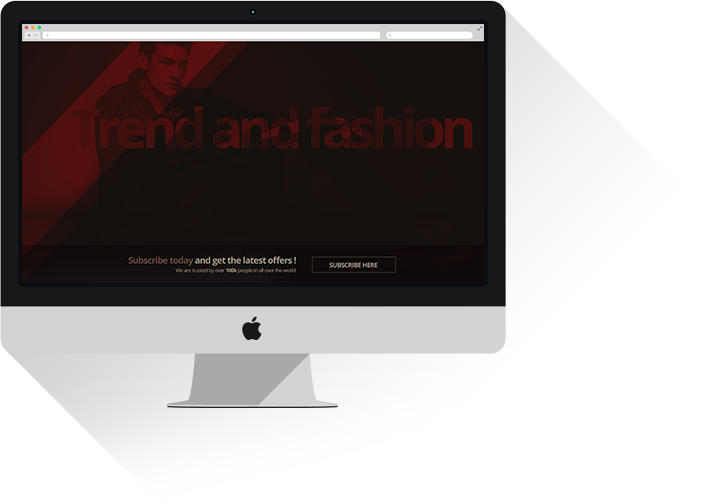 Trend and fashion
Subscribe today and get the latest offers !
We are trusted by over 100k people in all over the world
SUBSCRIBE HERE